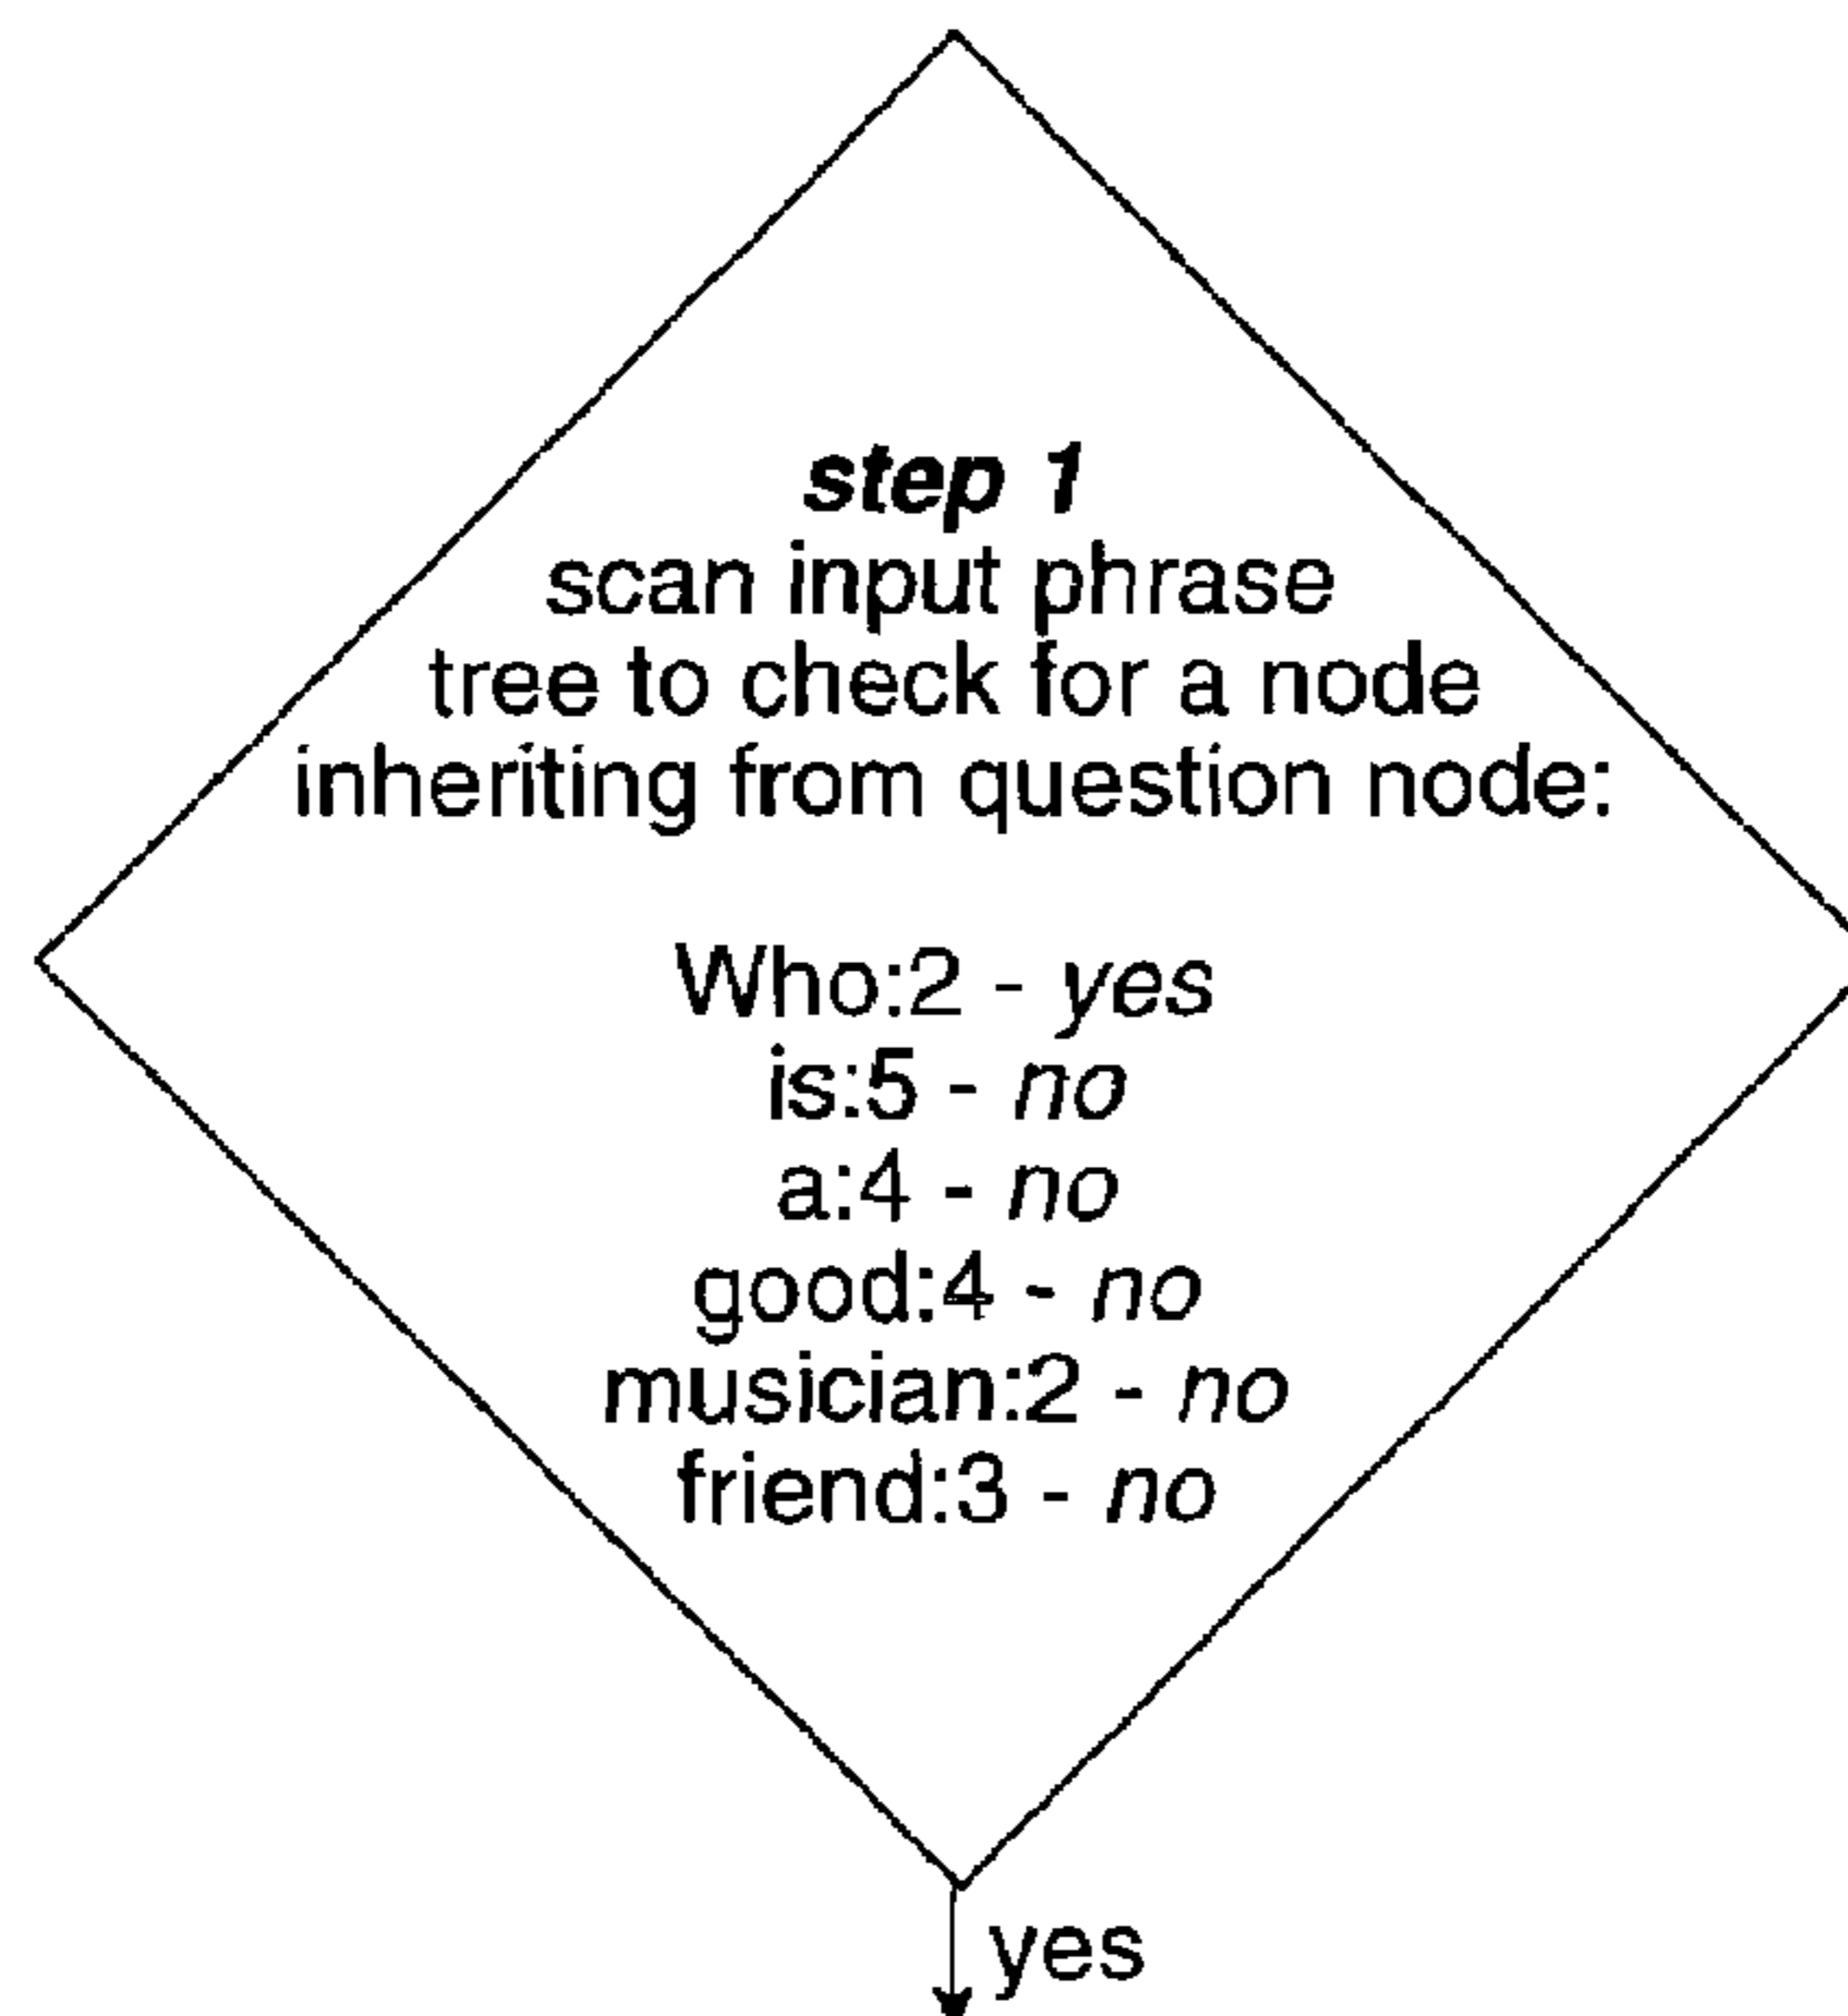 step 1
scan input phrase
tree to check for a node
inheriting from question node:
Who:2 - yes
is:5 - no
a:4 - no
good:4 - no
musician:2 - no
friend:3 - no
yes